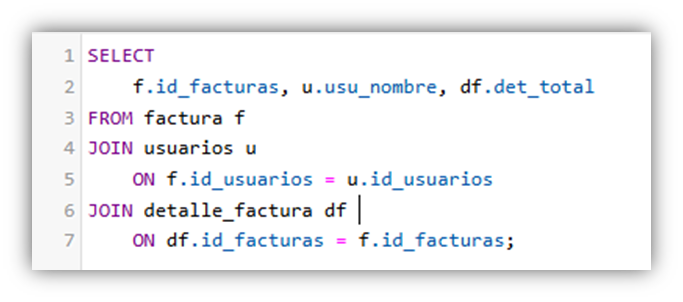 1 SELECT
2 f.id_facturas, u.usu_nombre, df.det_total
3 FROM factura f
4 JOIN usuarios u
5 ON f.id_usuarios = u.id_usuarios
6 JOIN detalle_factura df
7 ON df.id_facturas = f.id_facturas;